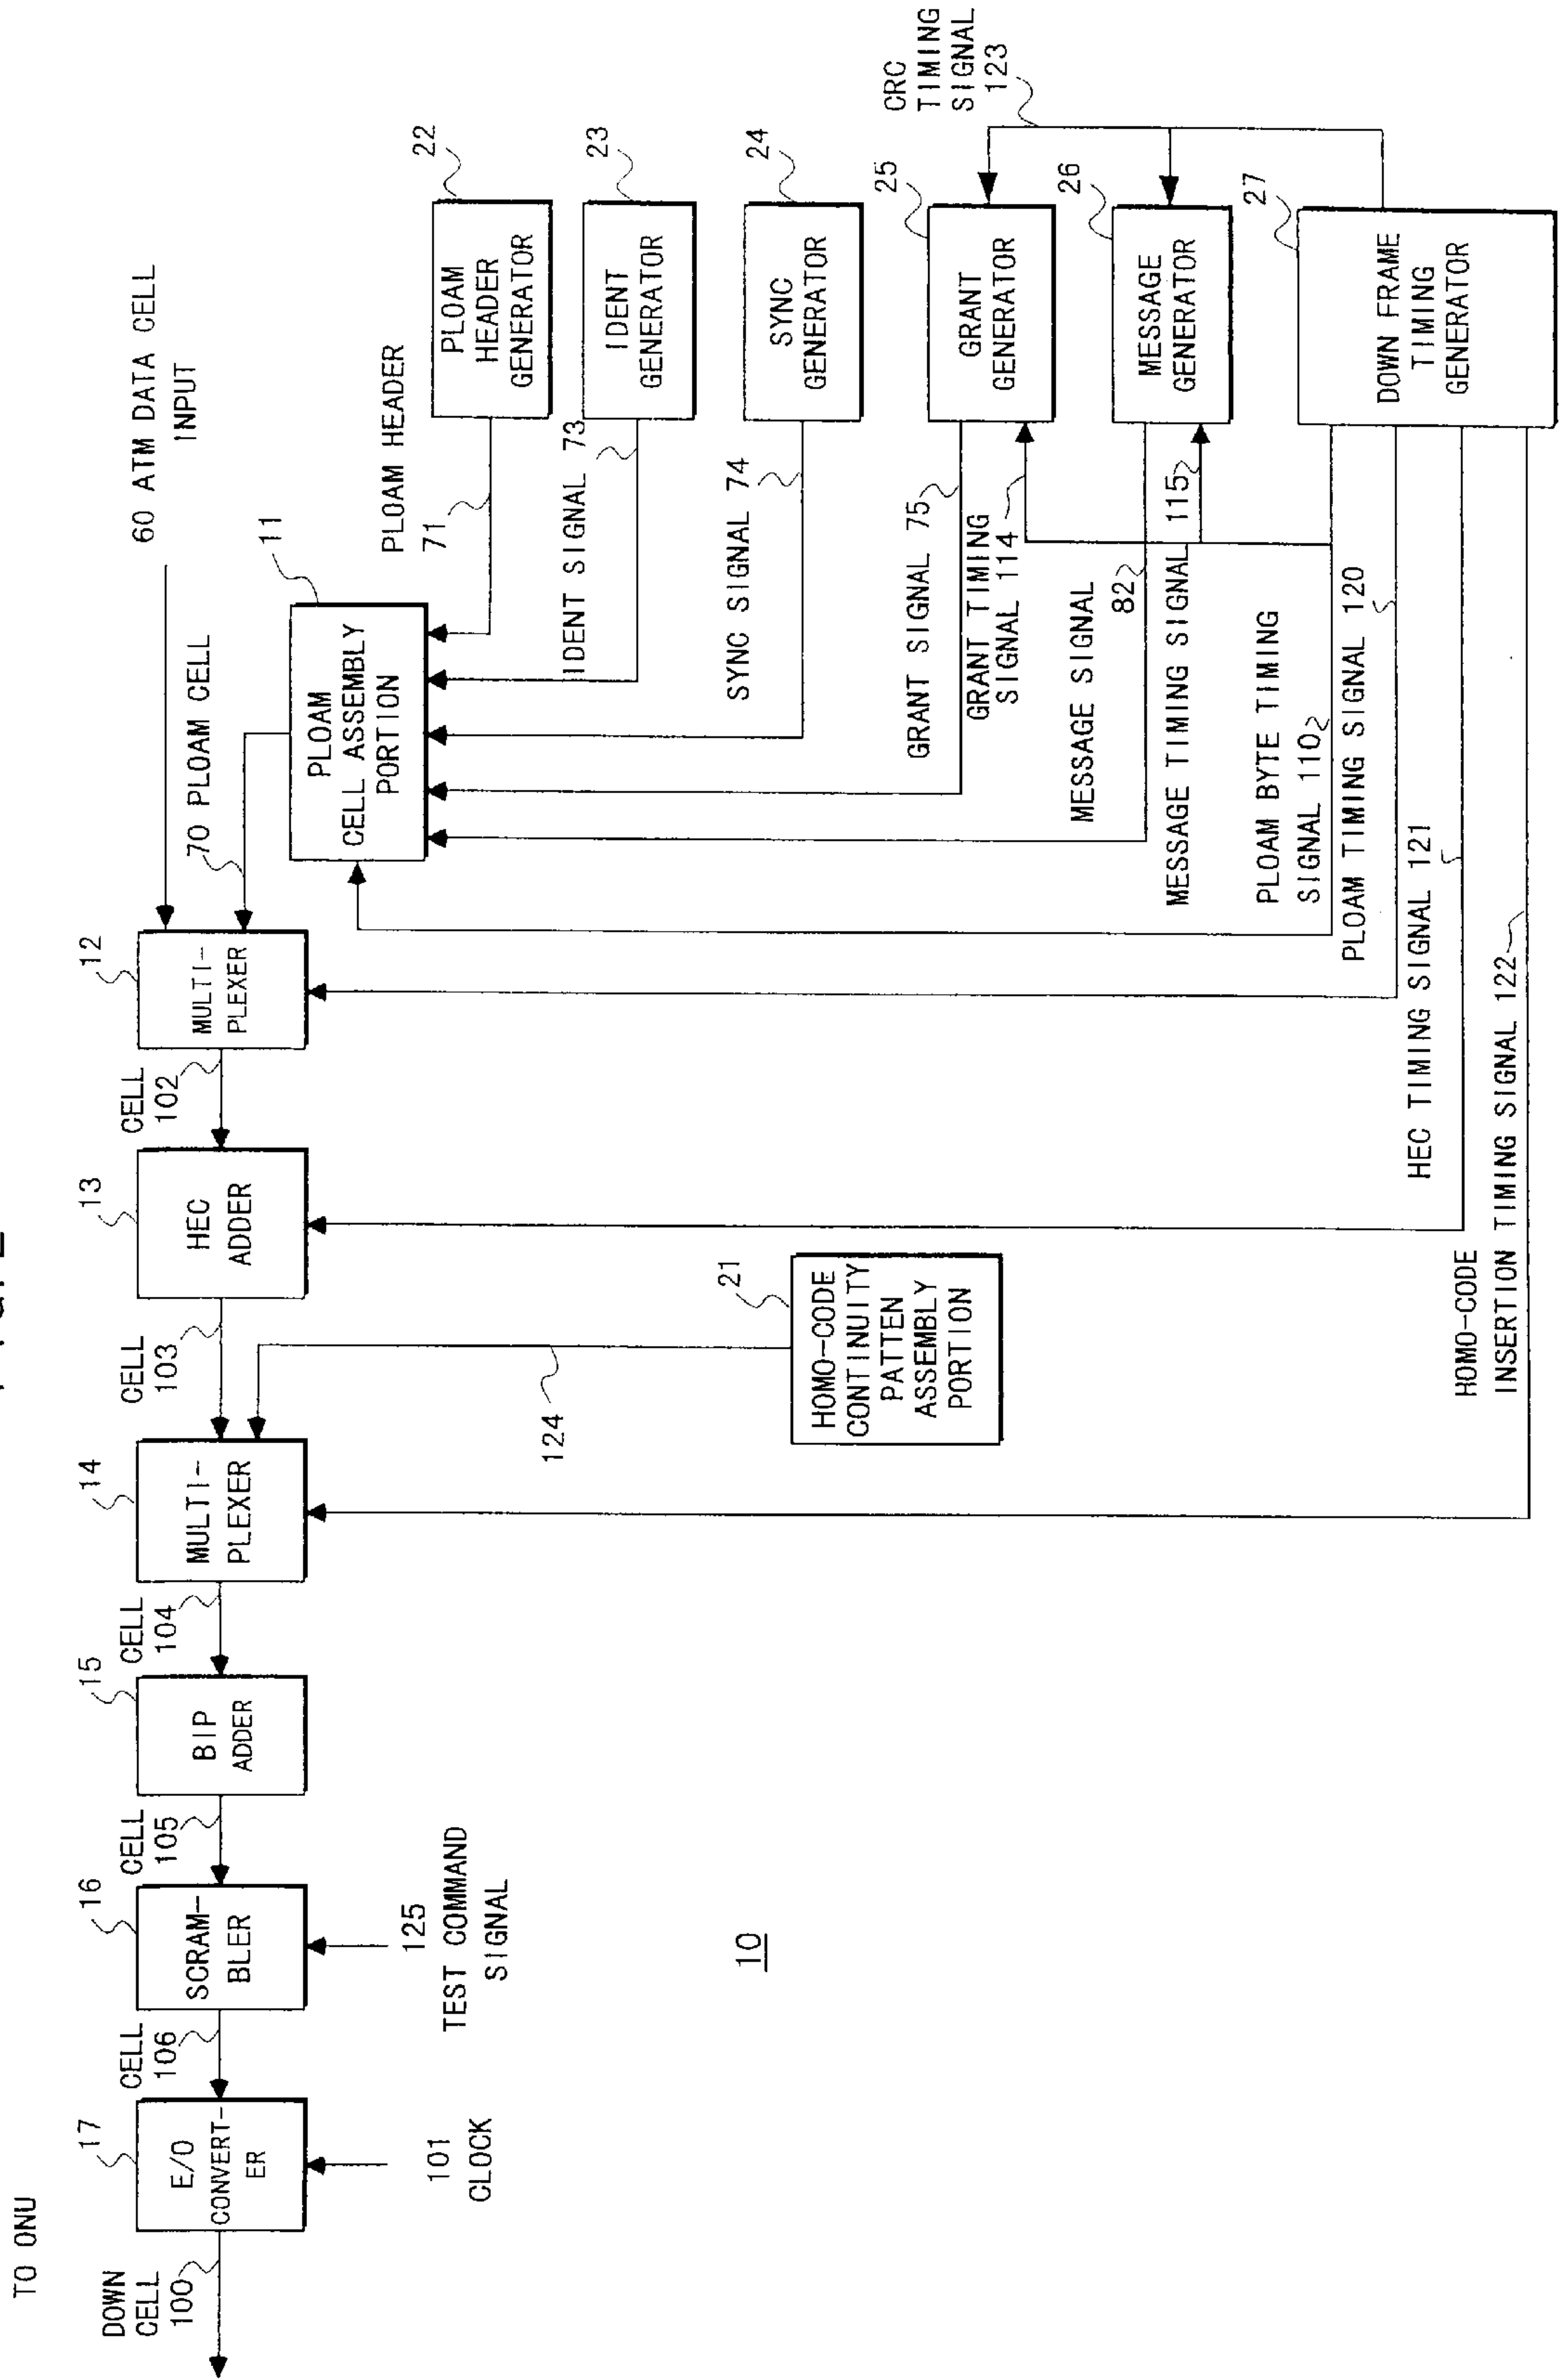 TO ONU
DOWN
CELL
100
17
E/O
CONVERT-
ER
101
CLOCK
CELL
106
16
SCRAM-
BLER
125
TEST COMMAND
SIGNAL
CELL
105
15
BIP
ADDER
CELL
104
14
MULTI-
PLEXER
124
CELL
103
13
HEC
ADDER
CELL
102
12
MULTI-
PLEXER
60 ATM DATA CELL
INPUT
70 PLOAM CELL
11
PLOAM
CELL ASSEMBLY
PORTION
21
HOMO-CODE
CONTINUITY
PATTEN
ASSEMBLY
PORTION
10
PLOAM HEADER
71
22
PLOAM
HEADER
GENERATOR
IDENT SIGNAL 73
23
IDENT
GENERATOR
SYNC SIGNAL 74
24
SYNC
GENERATOR
GRANT SIGNAL 75
GRANT TIMING
SIGNAL 114
25
GRANT
GENERATOR
CRC
TIMING
SIGNAL
123
MESSAGE SIGNAL
82
MESSAGE TIMING SIGNAL 115
26
MESSAGE
GENERATOR
PLOAM BYTE TIMING
SIGNAL 110
PLOAM TIMING SIGNAL 120
27
DOWN FRAME
TIMING
GENERATOR
HEC TIMING SIGNAL 121
HOMO-CODE
INSERTION TIMING SIGNAL 122